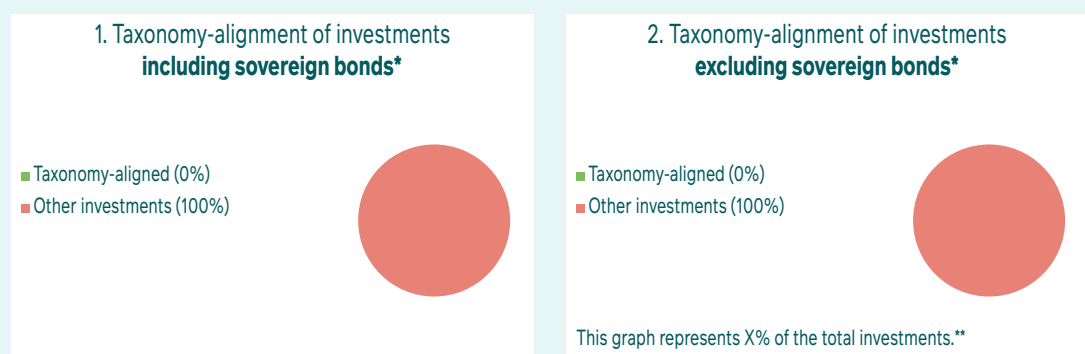 1. Taxonomy-alignment of investments
including sovereign bonds*
Taxonomy-aligned (0%)
Other investments (100%)
2. Taxonomy-alignment of investments
excluding sovereign bonds*
Taxonomy-aligned (0%)
Other investments (100%)
This graph represents X% of the total investments.**